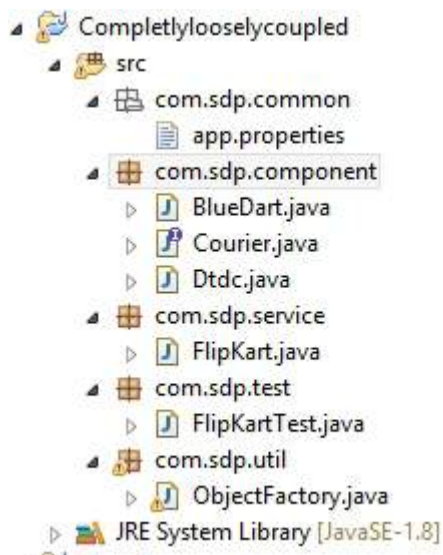 Completlylooselycoupled
src
com.sdp.common
app.properties
com.sdp.component
BlueDart.java
Courier.java
Dtdc.java
com.sdp.service
FlipKart.java
com.sdp.test
FlipKartTest.java
com.sdp.util
ObjectFactory.java
JRE System Library [JavaSE-1.8]